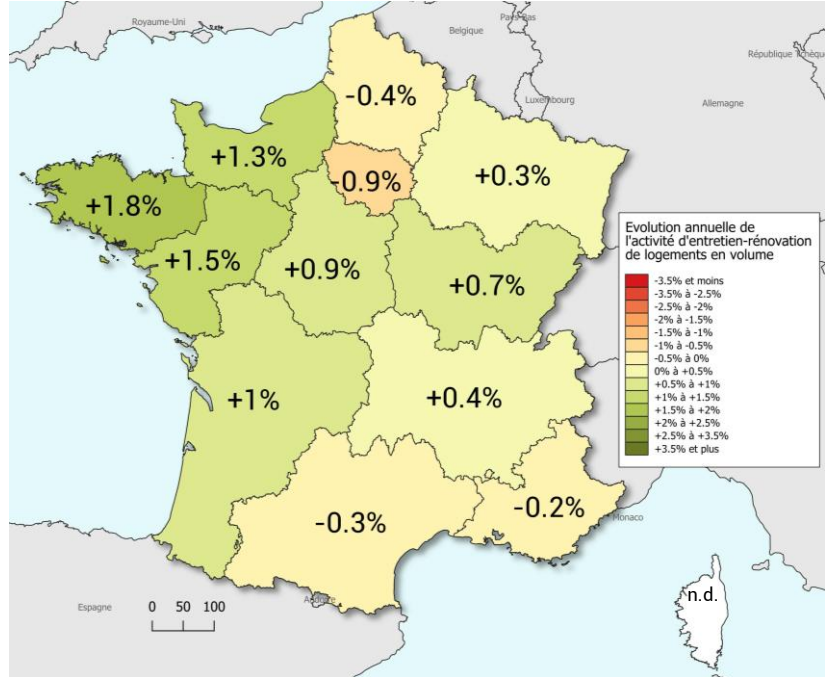 Royaume-Uni
Pays-Bas
Belgique
République Tchèque
Luxembourg
Allemagne
-0.4%
+1.3%
-0.9%
+0.3%
+1.8%
+1.5%
+0.9%
+0.7%
Evolution annuelle de
l'activité d'entretien-rénovation
de logements en volume
-3.5% et moins
-3.5% à -2.5%
-2.5% à -2%
-2% à -1.5%
-1.5% à -1%
-1% à -0.5%
-0.5% à 0%
0% à +0.5%
+0.5% à +1%
+1% à +1.5%
+1.5% à +2%
+2% à +2.5%
+2.5% à +3.5%
+3.5% et plus
+1%
+0.4%
-0.3%
-0.2%
Monaco
n.d.
Andorre
Espagne
0 50 100